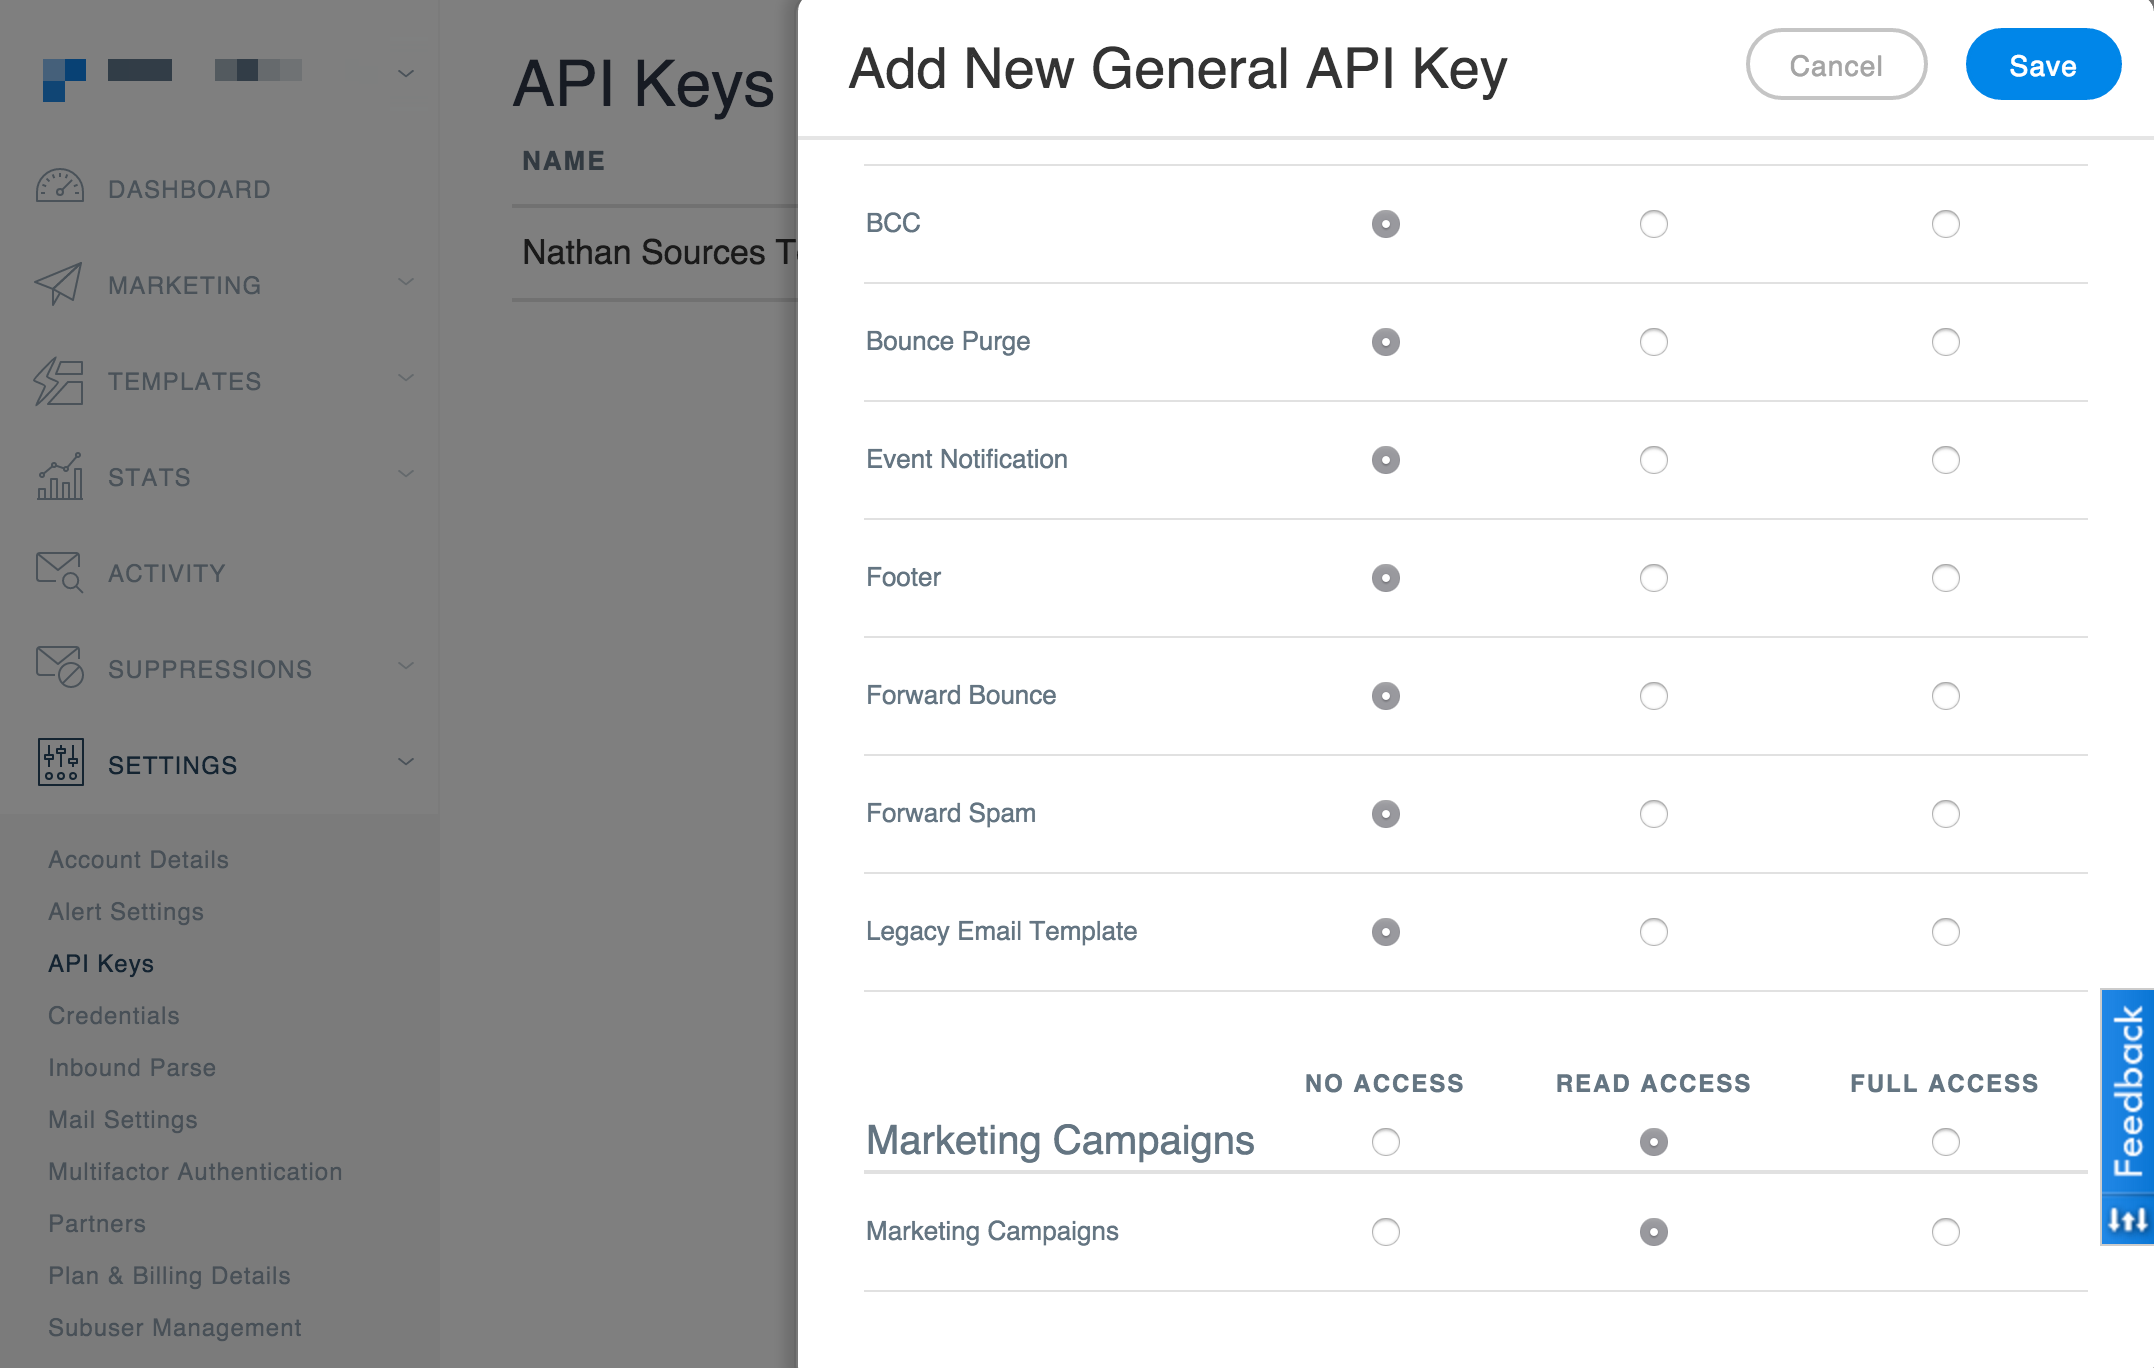 DASHBOARD
MARKETING
TEMPLATES
STATS
ACTIVITY
SUPPRESSIONS
SETTINGS
Account Details
Alert Settings
API Keys
Credentials
Inbound Parse
Mail Settings
Multifactor Authentication
Partners
Plan & Billing Details
Subuser Management
API Keys
NAME
Nathan Sources
Add New General API Key
Cancel
Save
BCC
Bounce Purge
Event Notification
Footer
Forward Bounce
Forward Spam
Legacy Email Template
NO ACCESS READ ACCESS FULL ACCESS
Marketing Campaigns
Marketing Campaigns
Feedback